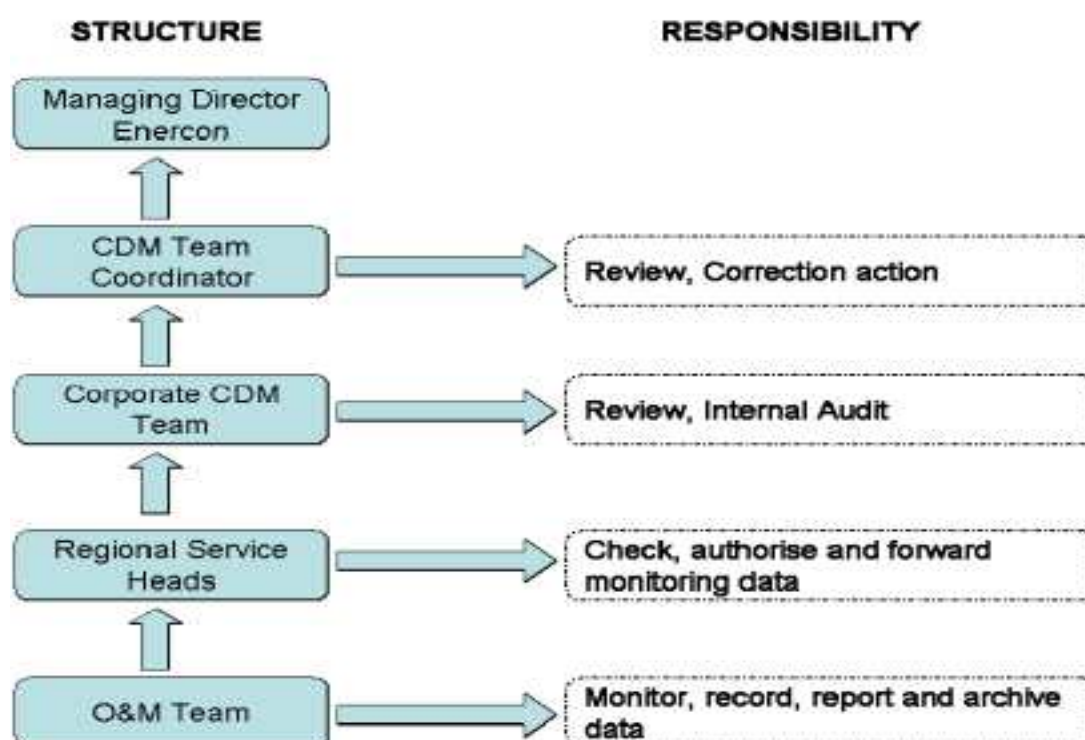 STRUCTURE
RESPONSIBILITY
Managing Director
Enercon
CDM Team
Coordinator
Review, Correction action
Corporate CDM
Team
Review, Internal Audit
Regional Service
Heads
Check, authorise and forward
monitoring data
O&M Team
Monitor, record, report and archive
data